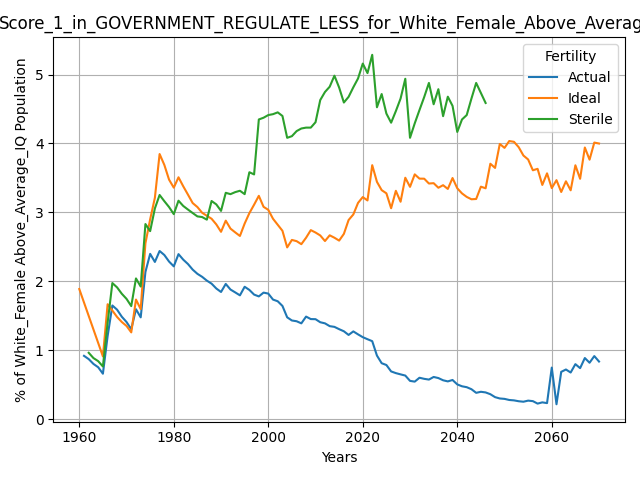 Score_1_in_GOVERNMENT_REGULATE_LESS_for_White_Female_Above_Averag
% of White_Female Above_Average_IQ Population
5
4
3
2
1
0
Fertility
Actual
Ideal
Sterile
1960
1980
2000
2020
2040
2060
Years